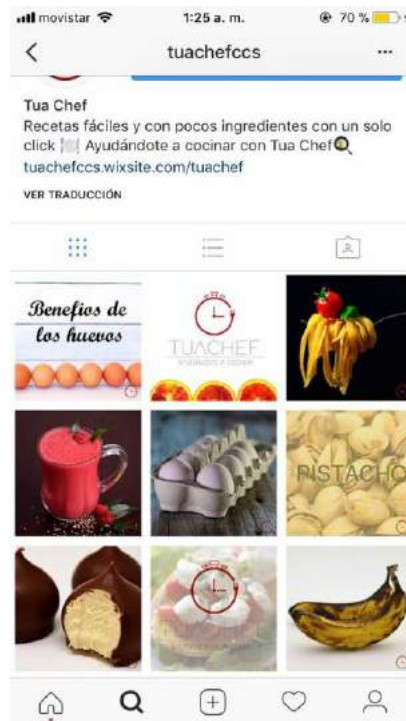 movistar 1:25 a. m. 70 %
tuachefccs
Tua Chef
Recetas fáciles y con pocos ingredientes con un solo
click 🍽 Ayudándote a cocinar con Tua Chef🍳
tuachefccs.wixsite.com/tuachef
VER TRADUCCIÓN
Benefios de
los huevos
TUACHEF
PISTACHO